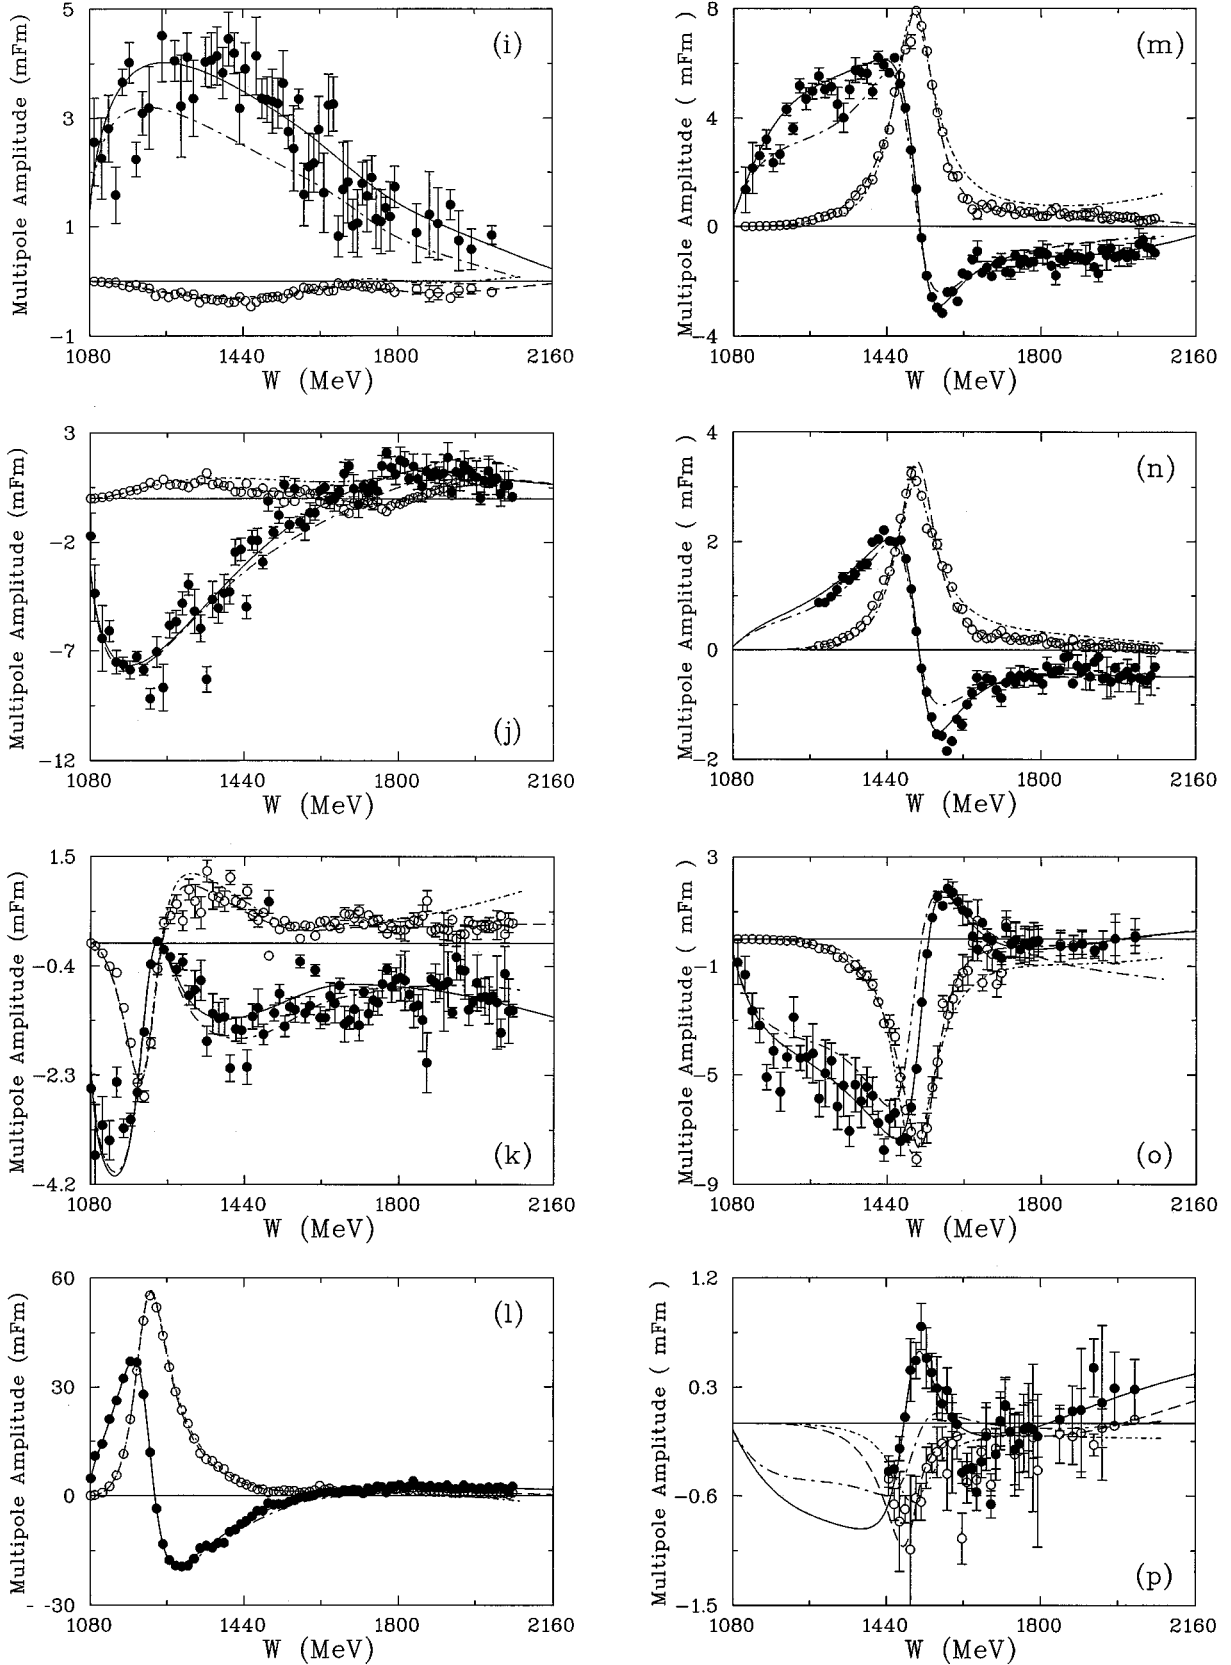 5
3
1
−1
Multipole Amplitude (mFm)
(i)
1080 1440 1800 2160
W (MeV)
8
4
0
−4
Multipole Amplitude ( mFm )
(m)
1080 1440 1800 2160
W (MeV)
3
−2
−7
−12
Multipole Amplitude (mFm)
(j)
1080 1440 1800 2160
W (MeV)
4
2
0
−2
Multipole Amplitude ( mFm )
(n)
1080 1440 1800 2160
W (MeV)
1.5
−0.4
−2.3
−4.2
Multipole Amplitude (mFm)
(k)
1080 1440 1800 2160
W (MeV)
3
−1
−5
−9
Multipole Amplitude ( mFm )
(o)
1080 1440 1800 2160
W (MeV)
60
30
0
-30
Multipole Amplitude (mFm)
(l)
1080 1440 1800 2160
W (MeV)
1.2
0.3
−0.6
−1.5
Multipole Amplitude ( mFm )
(p)
1080 1440 1800 2160
W (MeV)